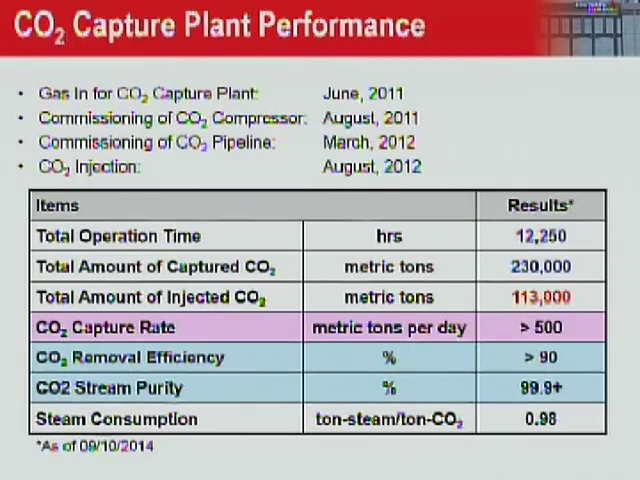 CO₂ Capture Plant Performance
• Gas In for CO₂ Capture Plant: June, 2011
• Commissioning of CO₂ Compressor: August, 2011
• Commissioning of CO₂ Pipeline: March, 2012
• CO₂ Injection: August, 2012
Items Results*
Total Operation Time hrs 12,250
Total Amount of Captured CO₂ metric tons 230,000
Total Amount of Injected CO₂ metric tons 113,000
CO₂ Capture Rate metric tons per day > 500
CO₂ Removal Efficiency % > 90
CO2 Stream Purity % 99.9+
Steam Consumption ton-steam/ton-CO₂ 0.98
*As of 09/10/2014